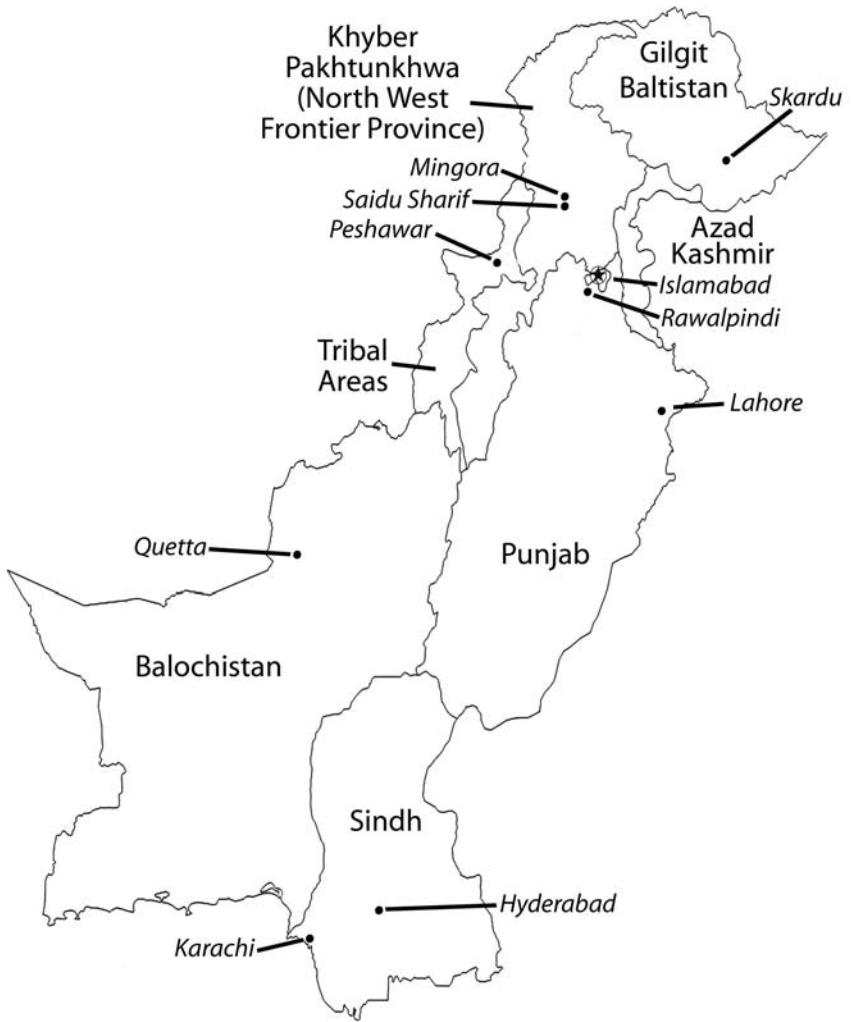 Khyber
Pakhtunkhwa
(North West
Frontier Province)
Gilgit
Baltistan
Skardu
Mingora
Saidu Sharif
Peshawar
Azad
Kashmir
Islamabad
Rawalpindi
Tribal
Areas
Lahore
Quetta
Punjab
Balochistan
Sindh
Hyderabad
Karachi